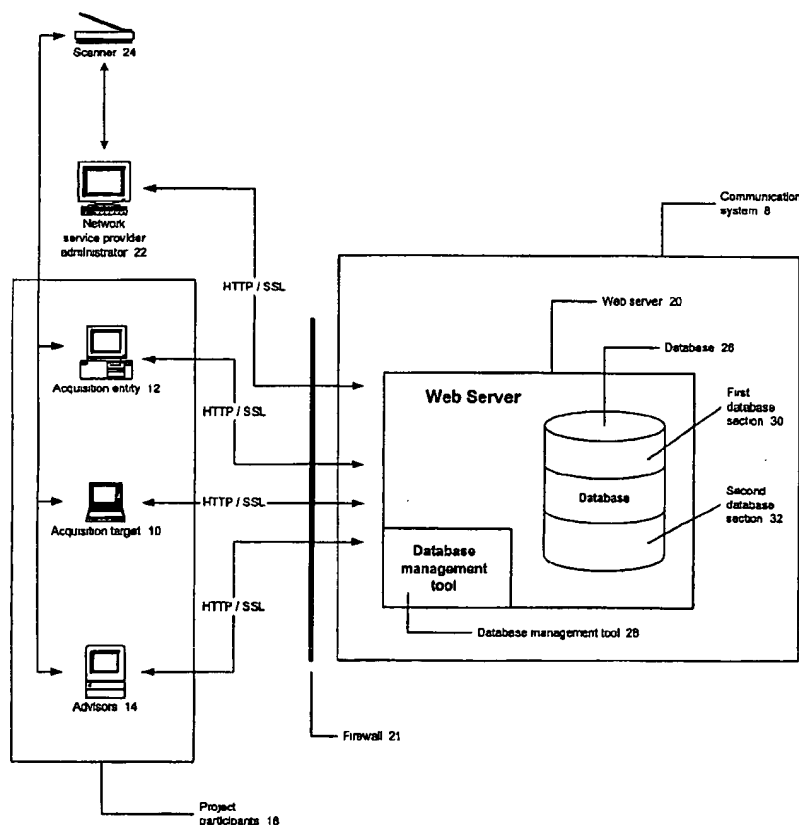 Scanner 24
Network
service provider
administrator 22
Communication
system 8
HTTP / SSL
Web server 20
Database 26
Web Server
First
database
section 30
Acquisition entity 12
HTTP / SSL
Database
Second
database
section 32
HTTP / SSL
Acquisition target 10
Database
management
tool
HTTP / SSL
Database management tool 28
Advisors 14
Firewall 21
Project
participants 16